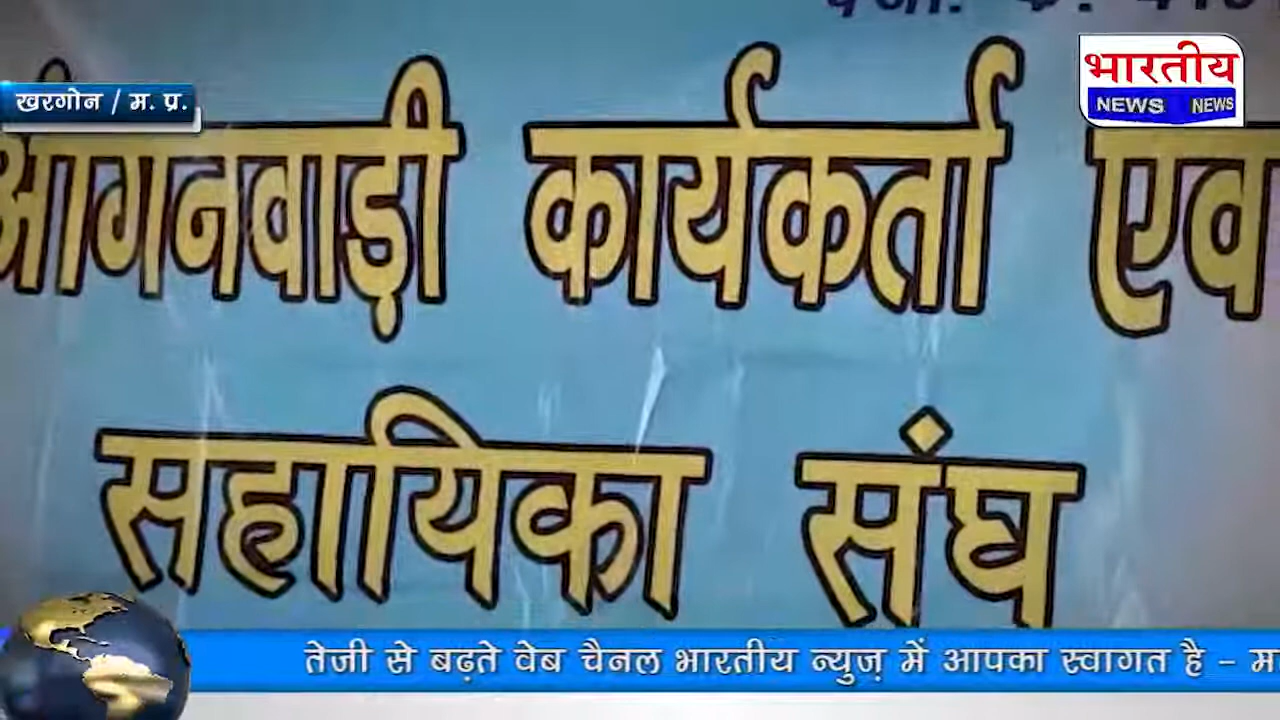 भारतीय
NEWS NEWS
खरगोन / म. प्र.
आगनवाड़ी कार्यकर्ता एव
सहायिका संघ
तेजी से बढ़ते वेब चैनल भारतीय न्युज़ में आपका स्वागत है -